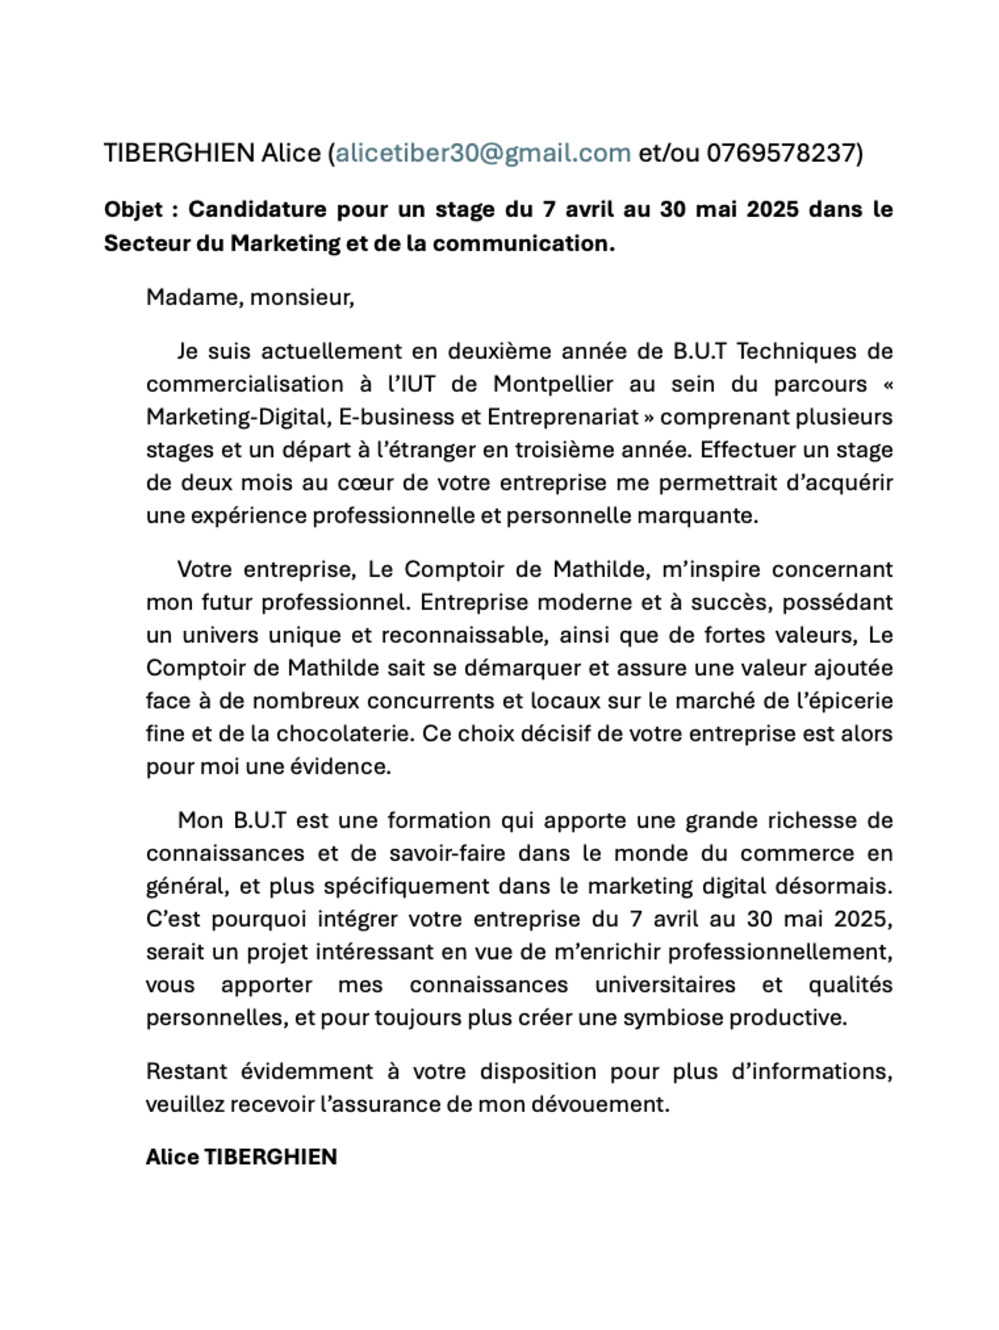 TIBERGHIEN Alice (alicetiber30@gmail.com et/ou 0769578237)
Objet : Candidature pour un stage du 7 avril au 30 mai 2025 dans le
Secteur du Marketing et de la communication.
Madame, monsieur,
Je suis actuellement en deuxième année de B.U.T Techniques de
commercialisation à l’IUT de Montpellier au sein du parcours «
Marketing-Digital, E-business et Entreprenariat » comprenant plusieurs
stages et un départ à l’étranger en troisième année. Effectuer un stage
de deux mois au cœur de votre entreprise me permettrait d’acquérir
une expérience professionnelle et personnelle marquante.
Votre entreprise, Le Comptoir de Mathilde, m’inspire concernant
mon futur professionnel. Entreprise moderne et à succès, possédant
un univers unique et reconnaissable, ainsi que de fortes valeurs, Le
Comptoir de Mathilde sait se démarquer et assure une valeur ajoutée
face à de nombreux concurrents et locaux sur le marché de l’épicerie
fine et de la chocolaterie. Ce choix décisif de votre entreprise est alors
pour moi une évidence.
Mon B.U.T est une formation qui apporte une grande richesse de
connaissances et de savoir-faire dans le monde du commerce en
général, et plus spécifiquement dans le marketing digital désormais.
C’est pourquoi intégrer votre entreprise du 7 avril au 30 mai 2025,
serait un projet intéressant en vue de m’enrichir professionnellement,
vous apporter mes connaissances universitaires et qualités
personnelles, et pour toujours plus créer une symbiose productive.
Restant évidemment à votre disposition pour plus d’informations,
veuillez recevoir l’assurance de mon dévouement.
Alice TIBERGHIEN